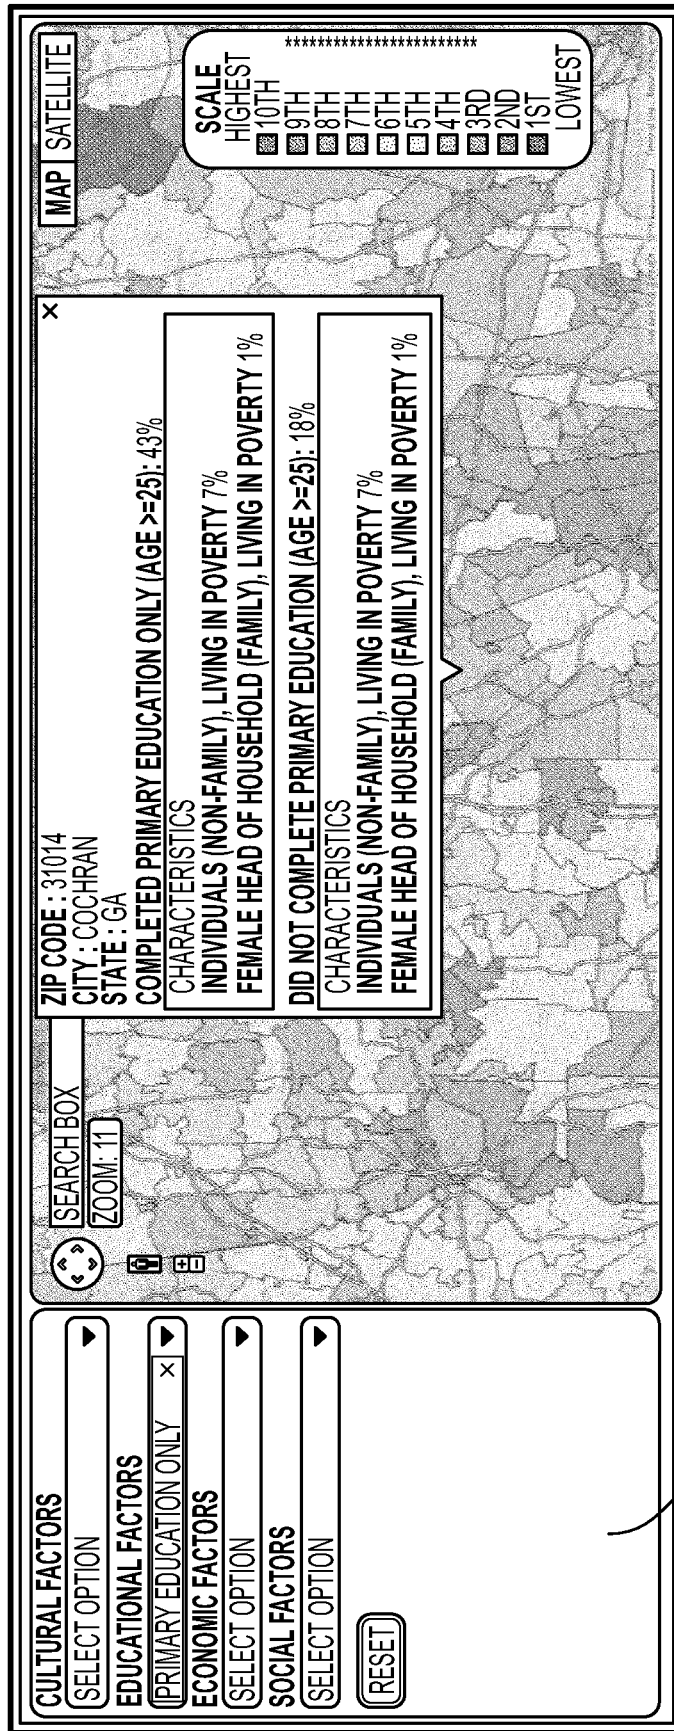 CULTURAL FACTORS
SELECT OPTION
EDUCATIONAL FACTORS
PRIMARY EDUCATION ONLY ×
ECONOMIC FACTORS
SELECT OPTION
SOCIAL FACTORS
SELECT OPTION
RESET
SEARCH BOX
ZOOM: 11
+
−
ZIP CODE : 31014
CITY : COCHRAN
STATE : GA
COMPLETED PRIMARY EDUCATION ONLY (AGE >=25): 43%
CHARACTERISTICS
INDIVIDUALS (NON-FAMILY), LIVING IN POVERTY 7%
FEMALE HEAD OF HOUSEHOLD (FAMILY), LIVING IN POVERTY 1%
DID NOT COMPLETE PRIMARY EDUCATION (AGE >=25): 18%
CHARACTERISTICS
INDIVIDUALS (NON-FAMILY), LIVING IN POVERTY 7%
FEMALE HEAD OF HOUSEHOLD (FAMILY), LIVING IN POVERTY 1%
×
MAP SATELLITE
SCALE
HIGHEST
10TH
9TH
8TH
7TH
6TH
5TH
4TH
3RD
2ND
1ST
LOWEST
************************